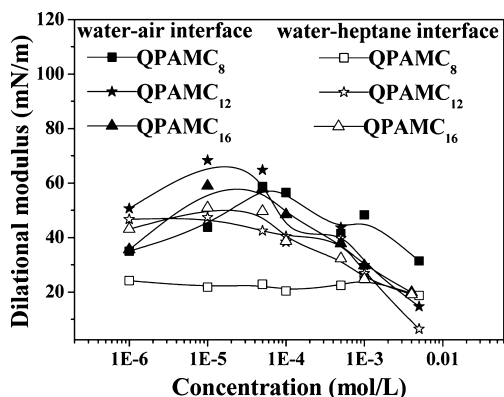 water-air interface water-heptane interface
QPAMC₈ QPAMC₈
QPAMC₁₂ QPAMC₁₂
QPAMC₁₆ QPAMC₁₆
Dilational modulus (mN/m)
120
100
80
60
40
20
1E-6 1E-5 1E-4 1E-3 0.01
Concentration (mol/L)